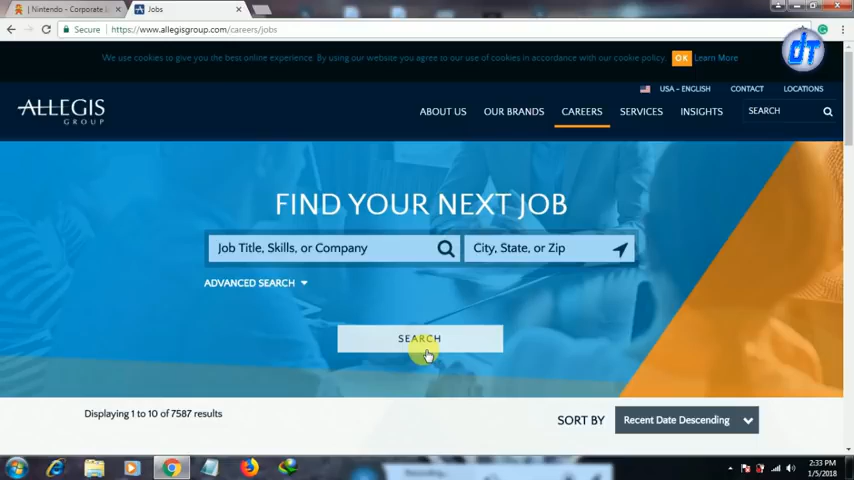 | Nintendo - Corporate
Jobs
Secure
https://www.allegisgroup.com/careers/jobs
dt
We use cookies to give you the best online experience. By using our website you agree to our use of cookies in accordance with our cookie policy. OK Learn More
USA - ENGLISH CONTACT LOCATIONS
ALLEGIS
GROUP
ABOUT US OUR BRANDS CAREERS SERVICES INSIGHTS SEARCH
FIND YOUR NEXT JOB
Job Title, Skills, or Company City, State, or Zip
ADVANCED SEARCH
SEARCH
Displaying 1 to 10 of 7587 results
SORT BY Recent Date Descending
2:33 PM
1/5/2018